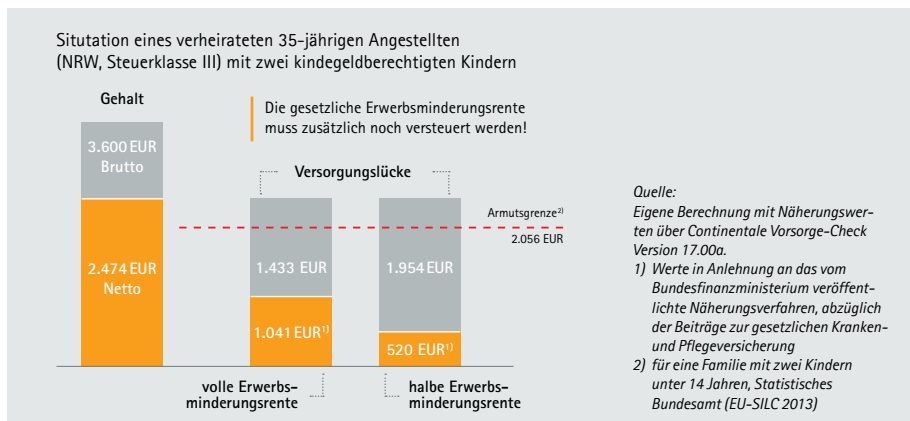 Situtation eines verheirateten 35-jährigen Angestellten
(NRW, Steuerklasse III) mit zwei kindegeldberechtigten Kindern
Gehalt
Die gesetzliche Erwerbsminderungsrente
muss zusätzlich noch versteuert werden!
3.600 EUR
Brutto
2.474 EUR
Netto
Versorgungslücke
Armutsgrenze²⁾
2.056 EUR
1.433 EUR
1.954 EUR
1.041 EUR¹⁾
520 EUR¹⁾
volle Erwerbs-
minderungsrente
halbe Erwerbs-
minderungsrente
Quelle:
Eigene Berechnung mit Näherungswer-
ten über Continentale Vorsorge-Check
Version 17.00a.
1) Werte in Anlehnung an das vom
Bundesfinanzministerium veröffent-
lichte Näherungsverfahren, abzüglich
der Beiträge zur gesetzlichen Kranken-
und Pflegeversicherung
2) für eine Familie mit zwei Kindern
unter 14 Jahren, Statistisches
Bundesamt (EU-SILC 2013)